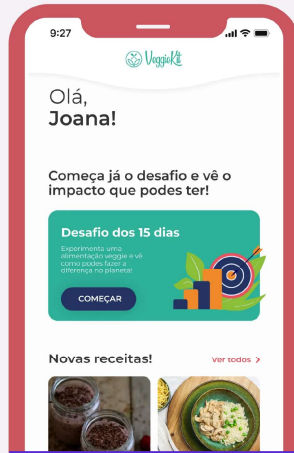 9:27
VeggieKit
Olá,
Joana!
Começa já o desafio e vê o
impacto que podes ter!
Desafio dos 15 dias
Experimenta uma
alimentação veggie e vê
como podes fazer a
diferença no planeta!
COMEÇAR
Novas receitas!
Ver todos >